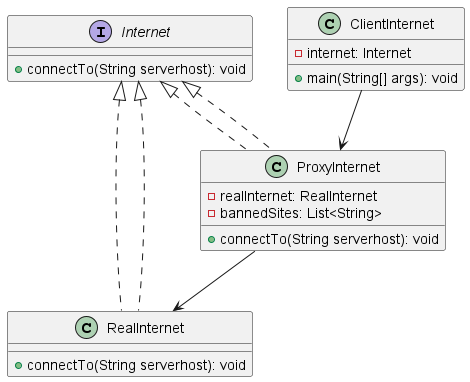 I Internet
+ connectTo(String serverhost): void
C ClientInternet
internet: Internet
main(String[] args): void
C ProxyInternet
realInternet: RealInternet
bannedSites: List<String>
connectTo(String serverhost): void
C RealInternet
connectTo(String serverhost): void